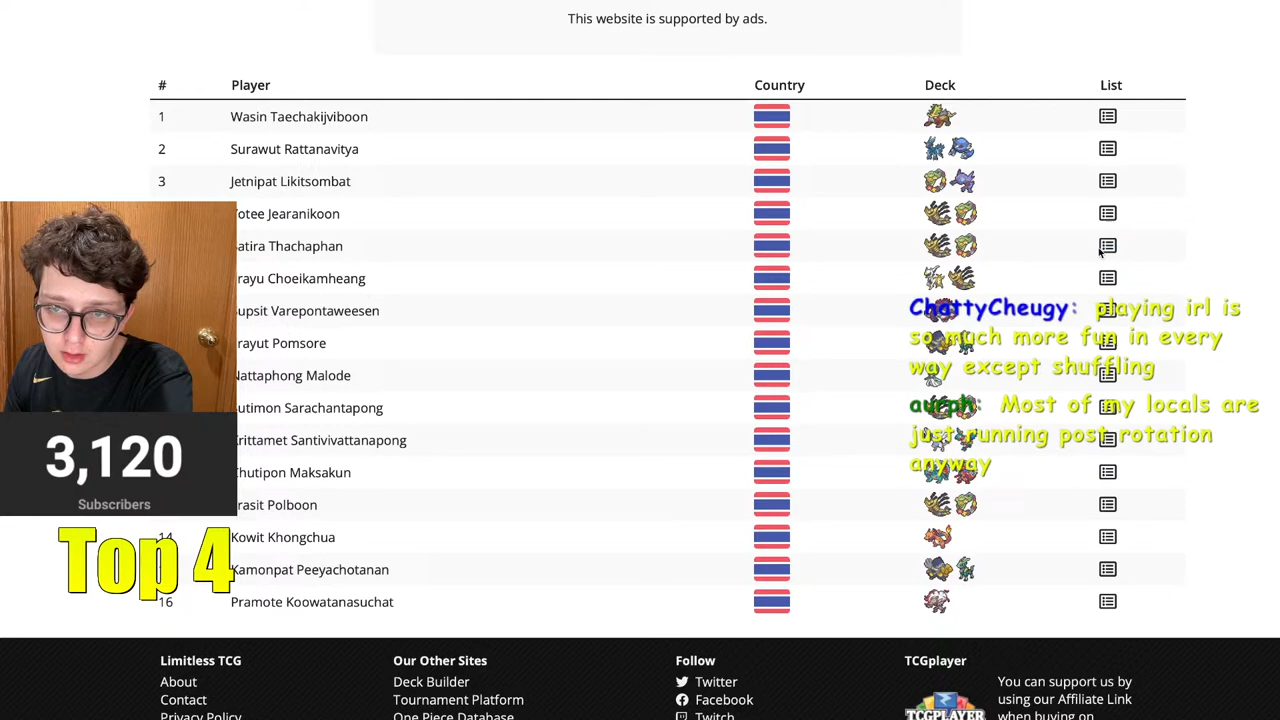 This website is supported by ads.
# Player Country Deck List
1 Wasin Taechakijviboon
2 Surawut Rattanavitya
3 Jetnipat Likitsombat
otee Jearanikoon
atira Thachaphan
rayu Choeikamheang
upsit Varepontaweesen
rayut Pomsore
Nattaphong Malode
utimon Sarachantapong
Krittamet Santivivattanapong
hutipon Maksakun
rasit Polboon
14 Kowit Khongchua
Kamonpat Peeyachotanan
16 Pramote Koowatanasuchat
ChattyCheugy: playing irl is
so much more fun in every
way except shuffling
aurph: Most of my locals are
just running post rotation
anyway
3,120
Subscribers
Top 4
Limitless TCG
About
Contact
Privacy Policy
Our Other Sites
Deck Builder
Tournament Platform
One Piece Database
Follow
Twitter
Facebook
Twitch
TCGplayer
TCGPLAYER
You can support us by
using our Affiliate Link
when buying on